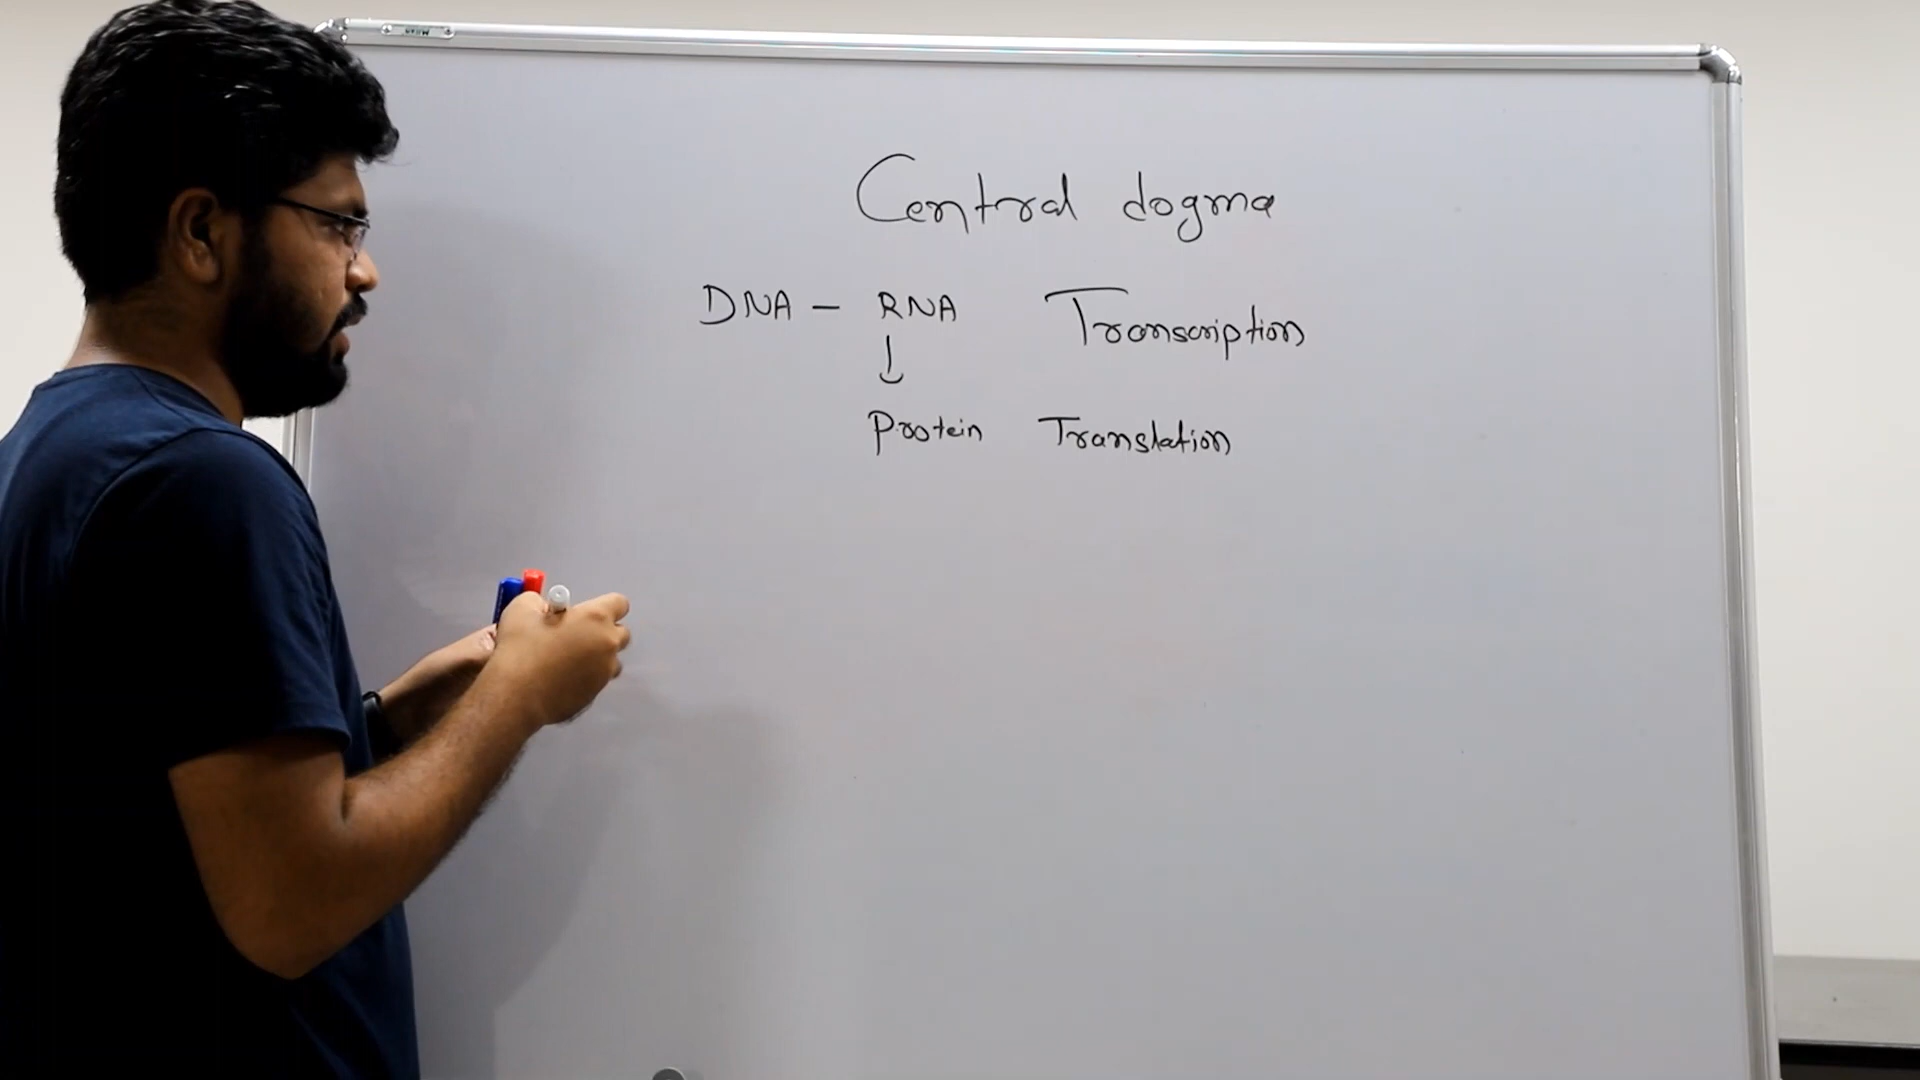 Central dogma
DNA – RNA Transcription
↓
Protein Translation